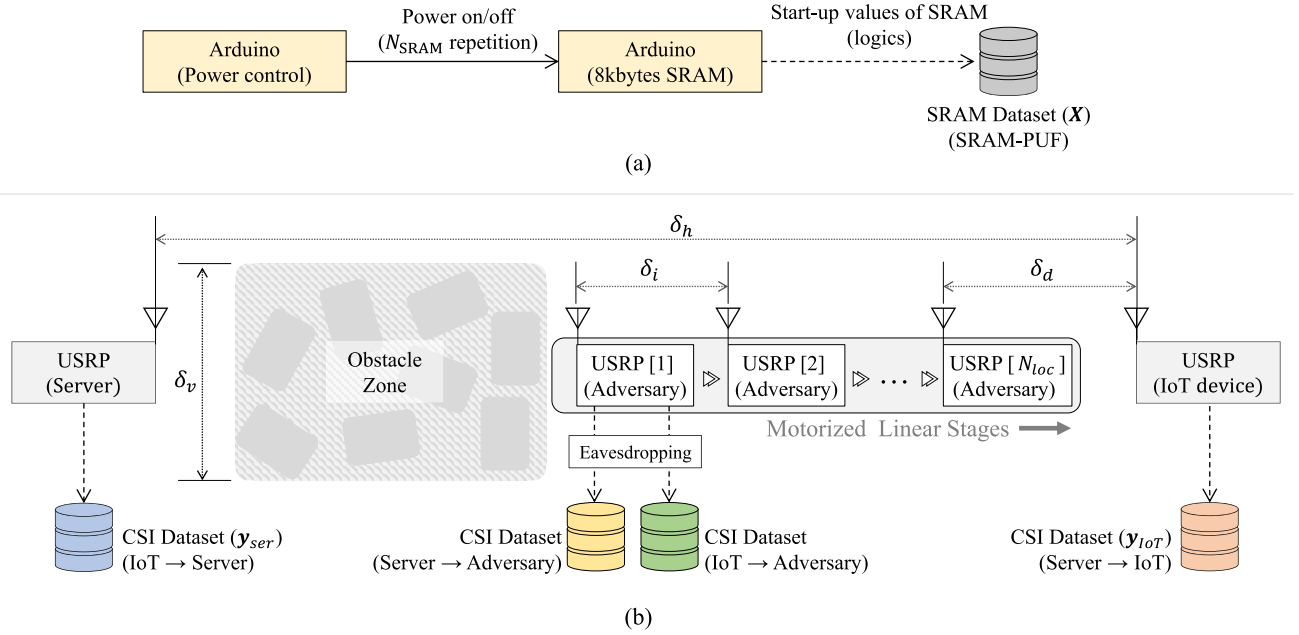 Arduino
(Power control)
Power on/off
(N_SRAM repetition)
Arduino
(8kbytes SRAM)
Start-up values of SRAM
(logics)
SRAM Dataset (X)
(SRAM-PUF)
(a)
δ_h
δ_i
δ_d
δ_v
USRP
(Server)
Obstacle
Zone
USRP [1]
(Adversary)
USRP [2]
(Adversary)
...
USRP [N_loc]
(Adversary)
USRP
(IoT device)
Motorized Linear Stages
Eavesdropping
CSI Dataset (y_ser)
(IoT → Server)
CSI Dataset
(Server → Adversary)
CSI Dataset
(IoT → Adversary)
CSI Dataset (y_IoT)
(Server → IoT)
(b)